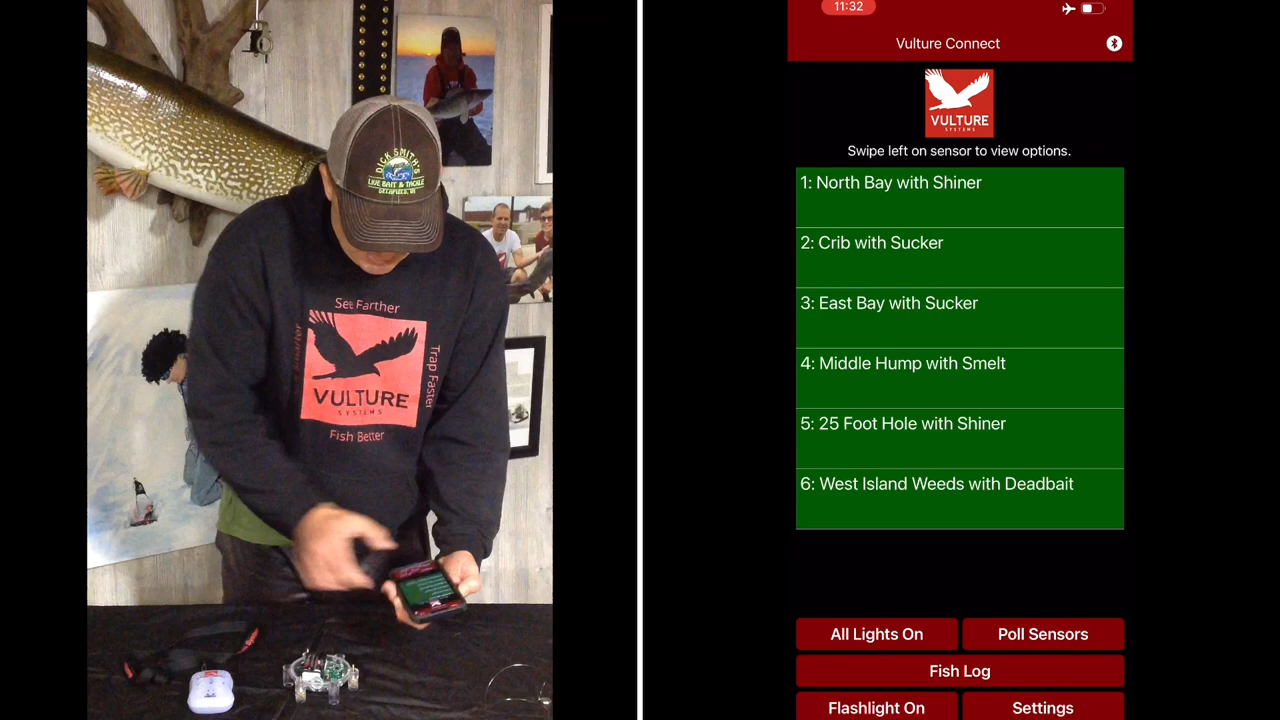 DICK SMITH'S
LIVE BAIT & TACKLE
DELAFIELD, WI
See Farther
Trap Faster
VULTURE
SYSTEMS
Fish Better
11:32
Vulture Connect
VULTURE
SYSTEMS
Swipe left on sensor to view options.
1: North Bay with Shiner
2: Crib with Sucker
3: East Bay with Sucker
4: Middle Hump with Smelt
5: 25 Foot Hole with Shiner
6: West Island Weeds with Deadbait
All Lights On
Poll Sensors
Fish Log
Flashlight On
Settings